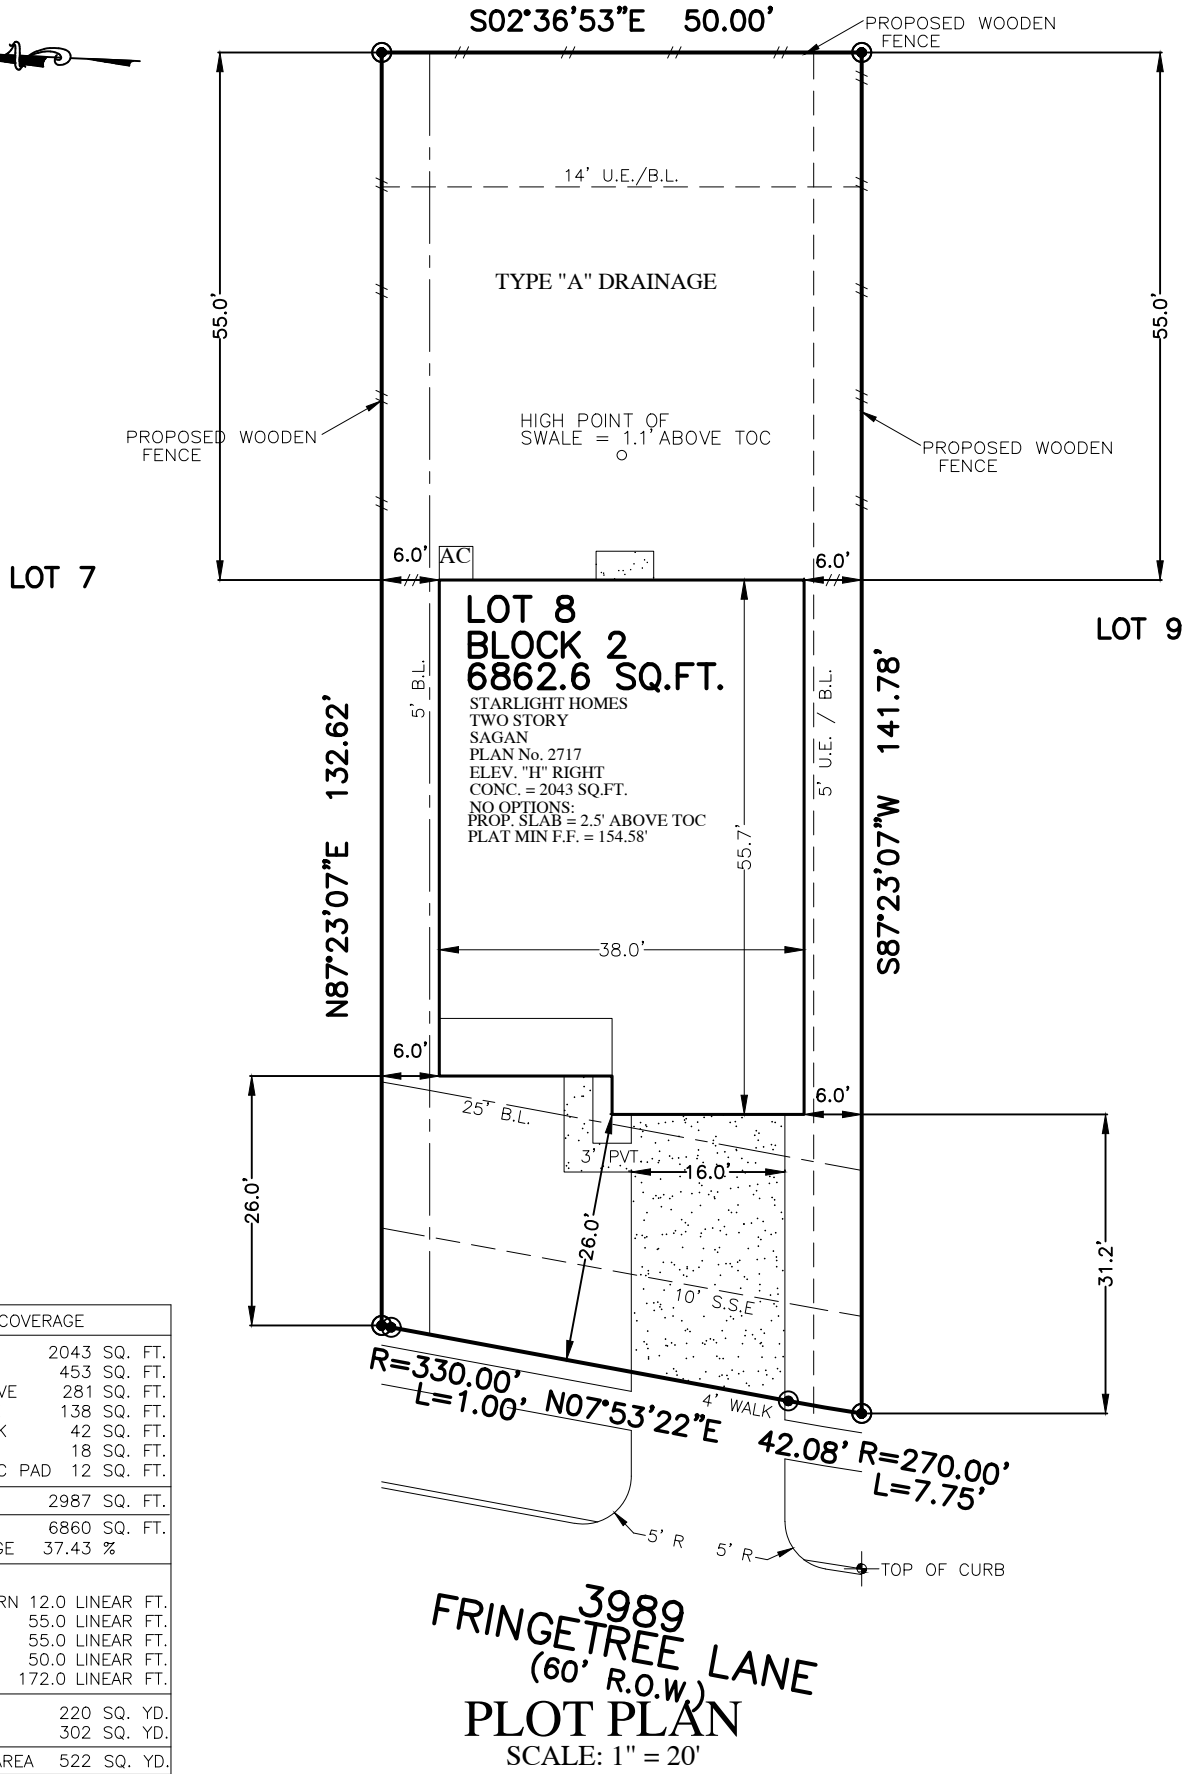 S02°36'53"E 50.00'
PROPOSED WOODEN
FENCE
14' U.E./B.L.
TYPE "A" DRAINAGE
55.0'
55.0'
HIGH POINT OF
SWALE = 1.1' ABOVE TOC
PROPOSED WOODEN
FENCE
PROPOSED WOODEN
FENCE
6.0'
AC
6.0'
LOT 7
LOT 9
LOT 8
BLOCK 2
6862.6 SQ.FT.
STARLIGHT HOMES
TWO STORY
SAGAN
PLAN No. 2717
ELEV. "H" RIGHT
CONC. = 2043 SQ.FT.
NO OPTIONS:
PROP. SLAB = 2.5' ABOVE TOC
PLAT MIN F.F. = 154.58'
5' B.L.
5' U.E. / B.L.
N87°23'07"E 132.62'
S87°23'07"W 141.78'
55.7'
38.0'
6.0'
6.0'
25' B.L.
3' PVT.
16.0'
26.0'
26.0'
31.2'
10' S.S.E
R=330.00'
L=1.00'
N07°53'22"E 42.08'
4' WALK
R=270.00'
L=7.75'
5' R
5' R
TOP OF CURB
3989
FRINGETREE LANE
(60' R.O.W.)
PLOT PLAN
SCALE: 1" = 20'
COVERAGE
2043 SQ. FT.
453 SQ. FT.
VE 281 SQ. FT.
138 SQ. FT.
K 42 SQ. FT.
18 SQ. FT.
C PAD 12 SQ. FT.
2987 SQ. FT.
6860 SQ. FT.
GE 37.43 %
RN 12.0 LINEAR FT.
55.0 LINEAR FT.
55.0 LINEAR FT.
50.0 LINEAR FT.
172.0 LINEAR FT.
220 SQ. YD.
302 SQ. YD.
AREA 522 SQ. YD.